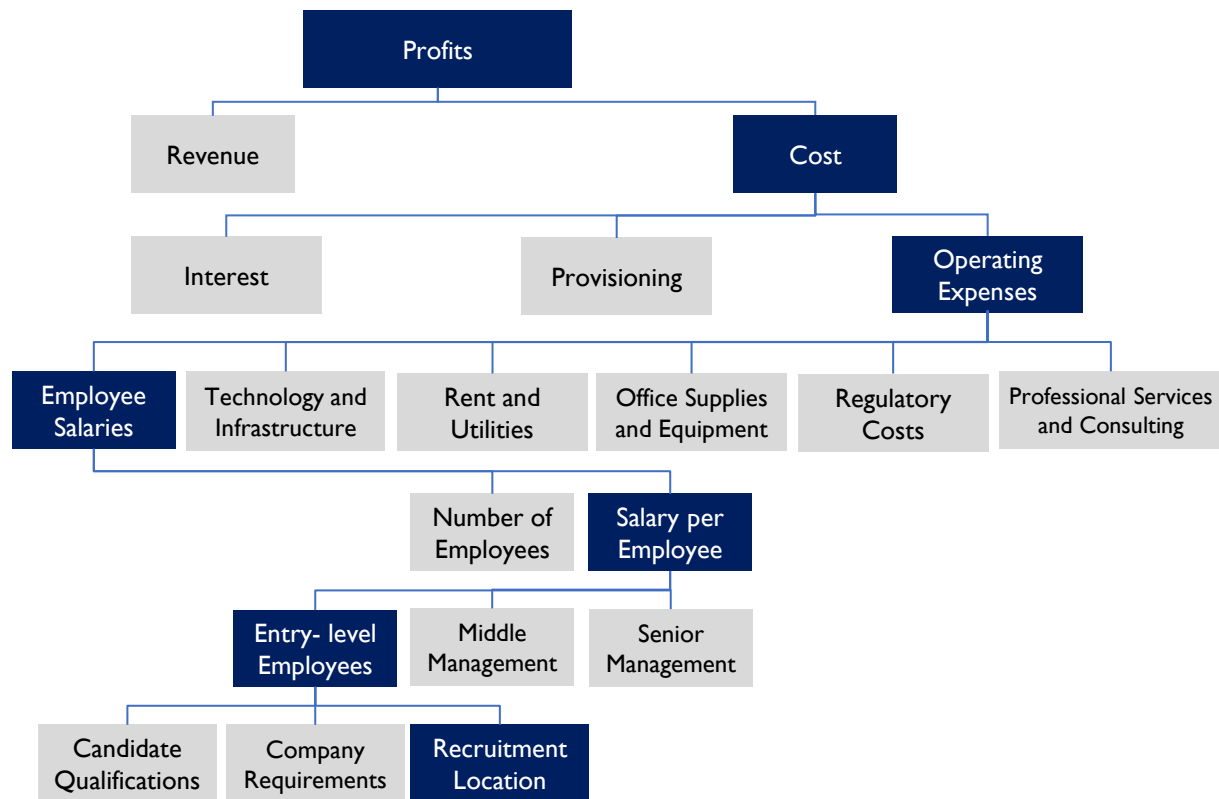 Profits
Revenue
Cost
Interest
Provisioning
Operating
Expenses
Employee
Salaries
Technology and
Infrastructure
Rent and
Utilities
Office Supplies
and Equipment
Regulatory
Costs
Professional Services
and Consulting
Number of
Employees
Salary per
Employee
Entry- level
Employees
Middle
Management
Senior
Management
Candidate
Qualifications
Company
Requirements
Recruitment
Location